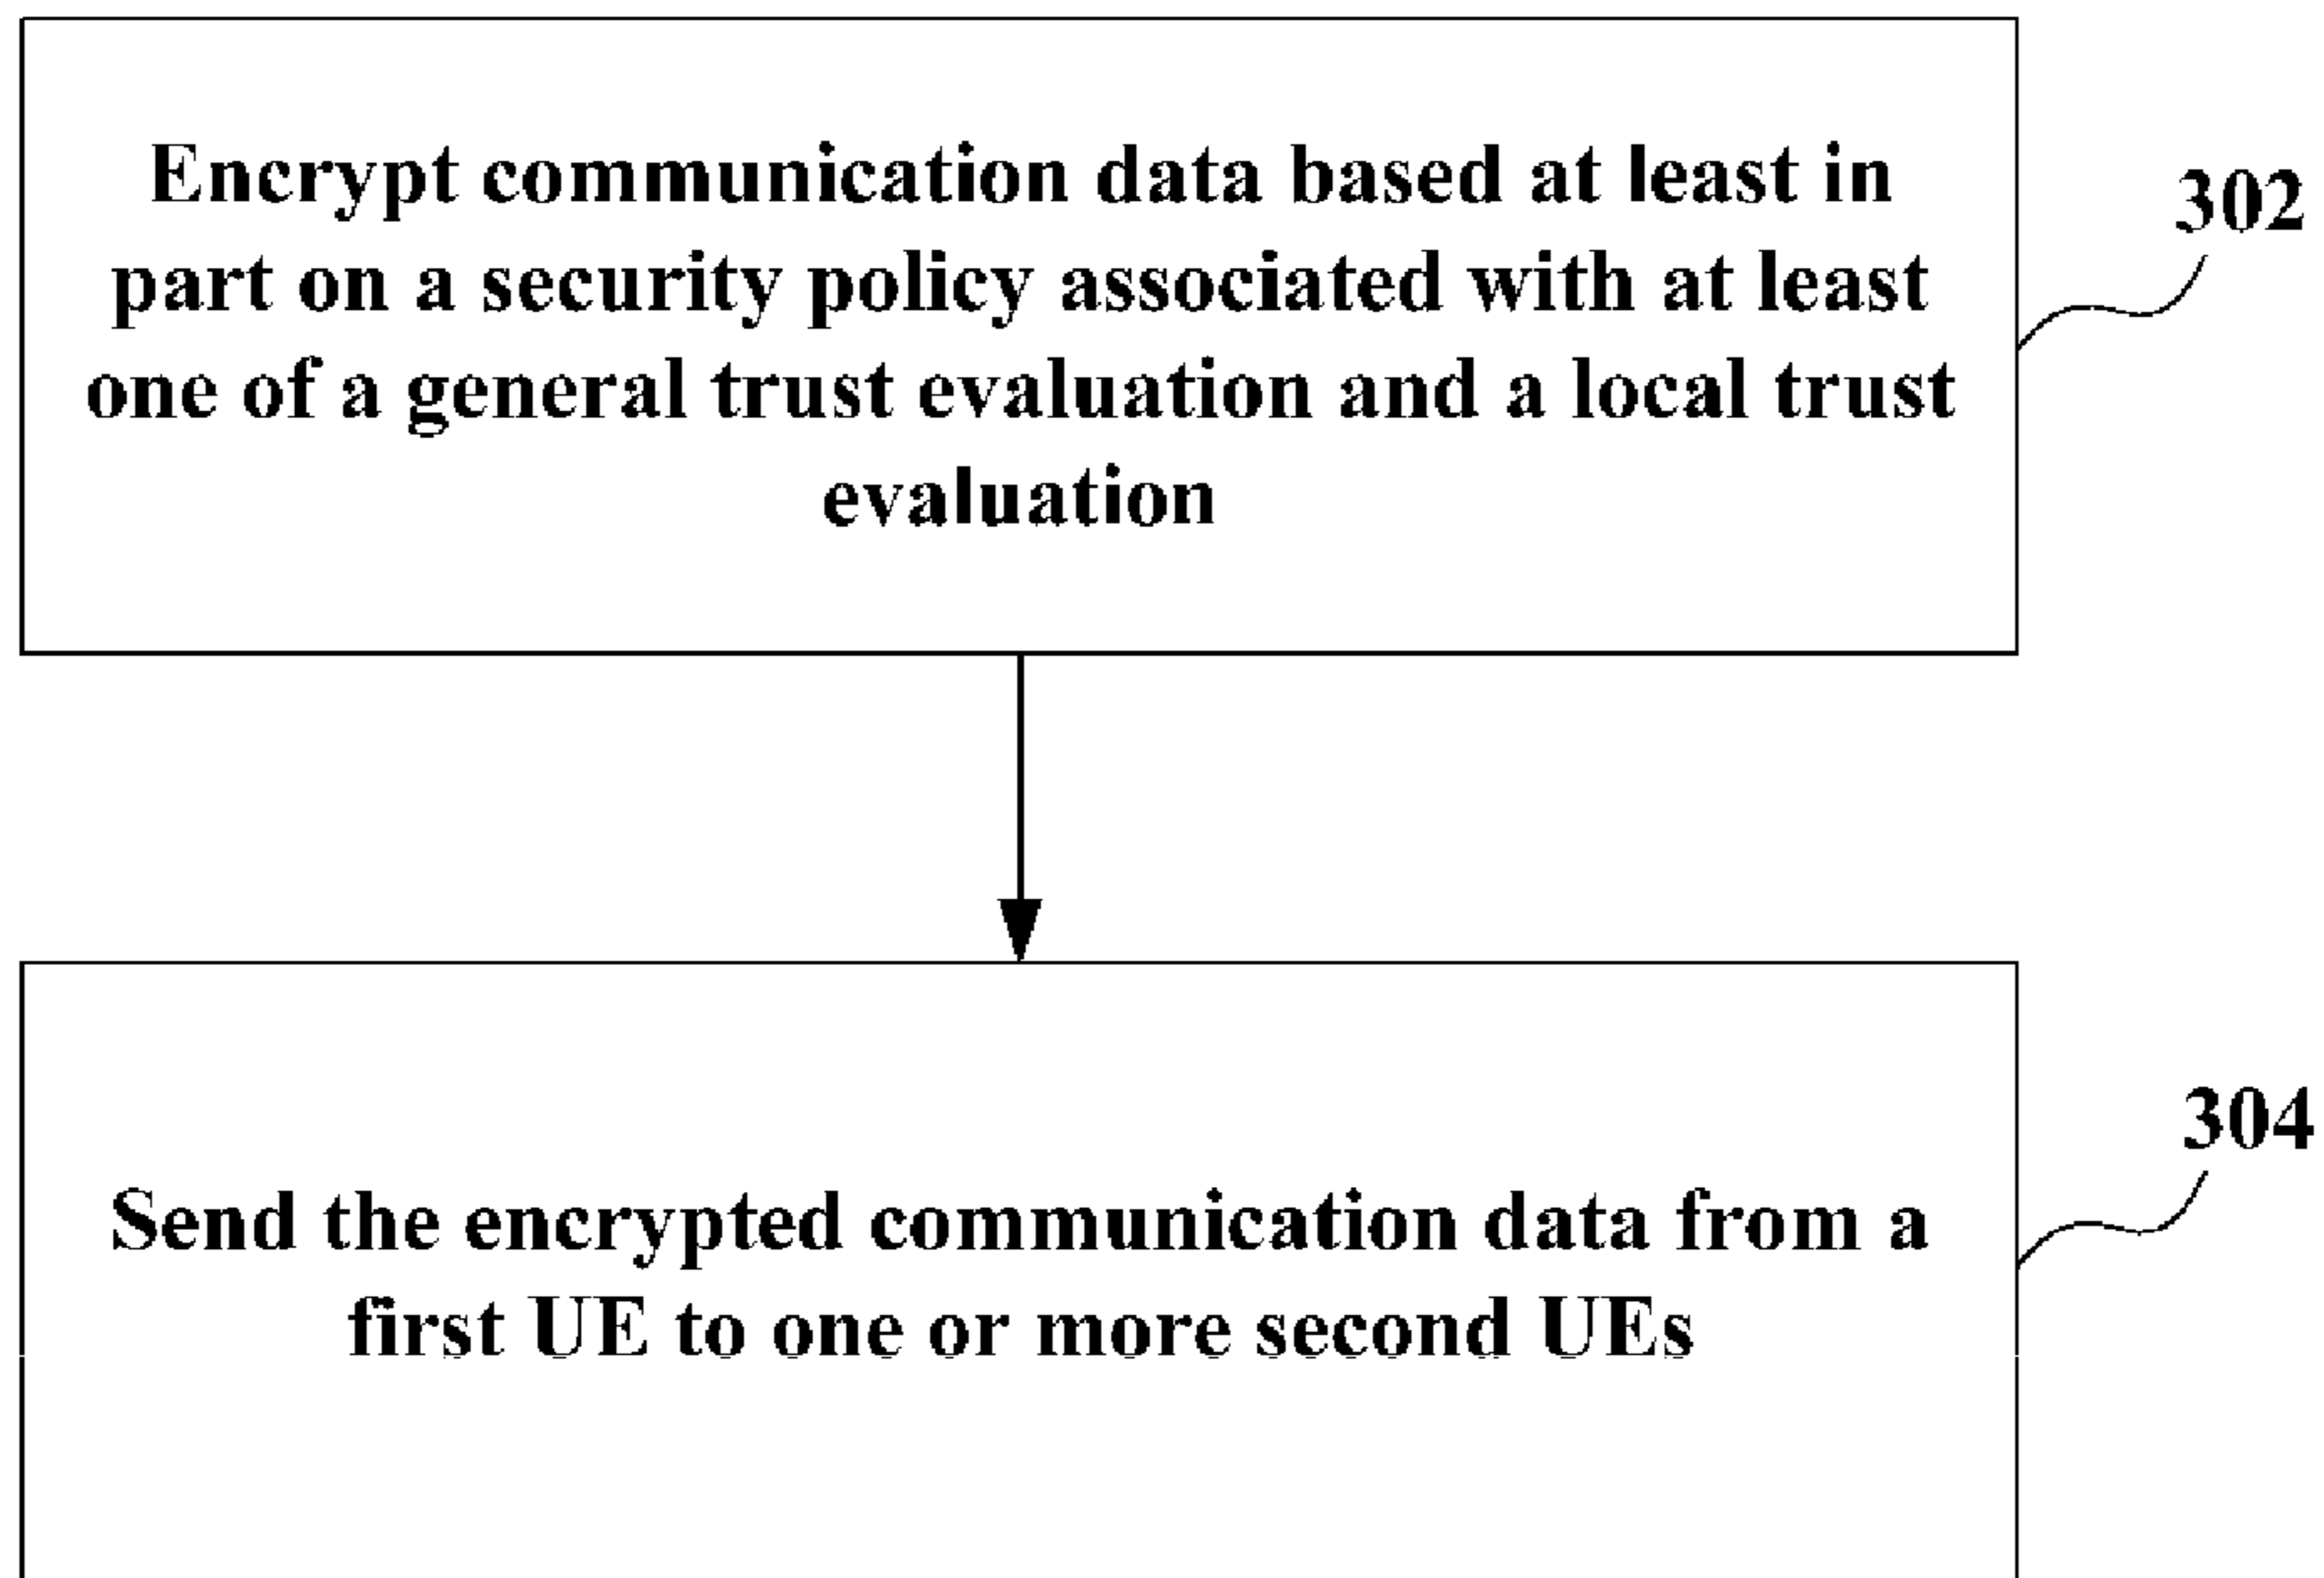 Encrypt communication data based at least in
part on a security policy associated with at least
one of a general trust evaluation and a local trust
evaluation
302
304
Send the encrypted communication data from a
first UE to one or more second UEs